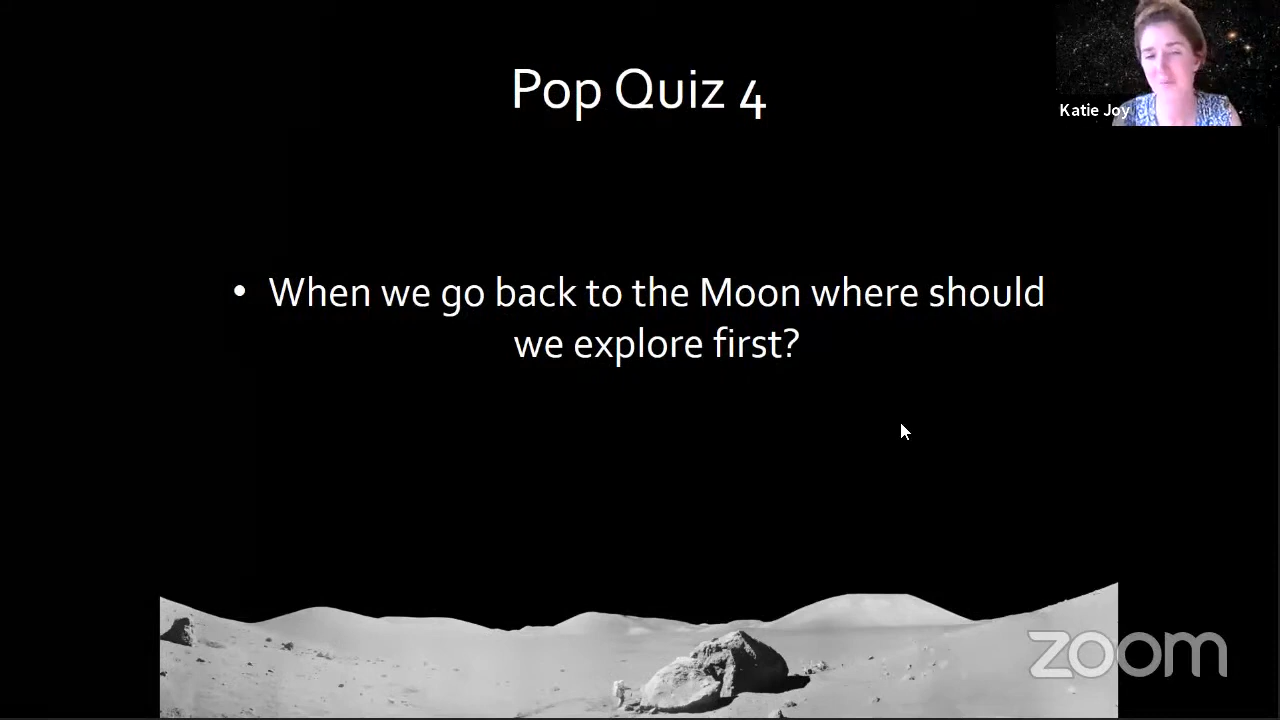 Pop Quiz 4
Katie Joy
• When we go back to the Moon where should
we explore first?
zoom